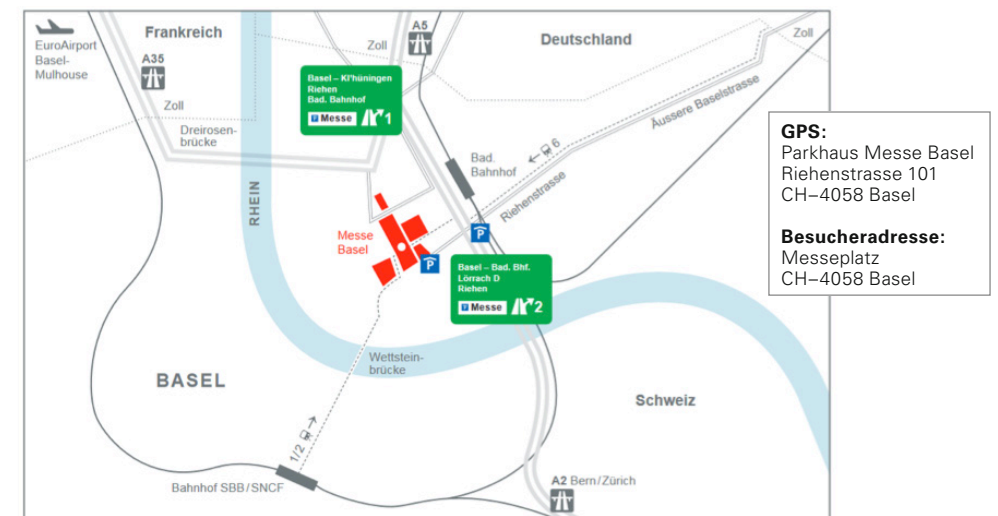 Frankreich
A5
Deutschland
Zoll
Zoll
EuroAirport
Basel-
Mulhouse
A35
Zoll
Basel – Kl'hüningen
Riehen
Bad. Bahnhof
P Messe 1
Dreirosen-
brücke
Äussere Baselstrasse
6
Bad.
Bahnhof
Riehenstrasse
RHEIN
Messe
Basel
P
P
Basel – Bad. Bhf.
Lörrach D
Riehen
P Messe 2
Wettstein-
brücke
BASEL
Schweiz
1/2
Bahnhof SBB/SNCF
A2 Bern/Zürich
GPS:
Parkhaus Messe Basel
Riehenstrasse 101
CH–4058 Basel
Besucheradresse:
Messeplatz
CH–4058 Basel